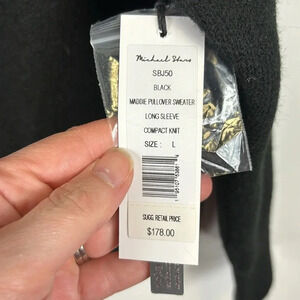 Michael Stars
SBJ50
BLACK
MADDIE PULLOVER SWEATER
LONG SLEEVE
COMPACT KNIT
SIZE : L
SUGG. RETAIL PRICE
$178.00